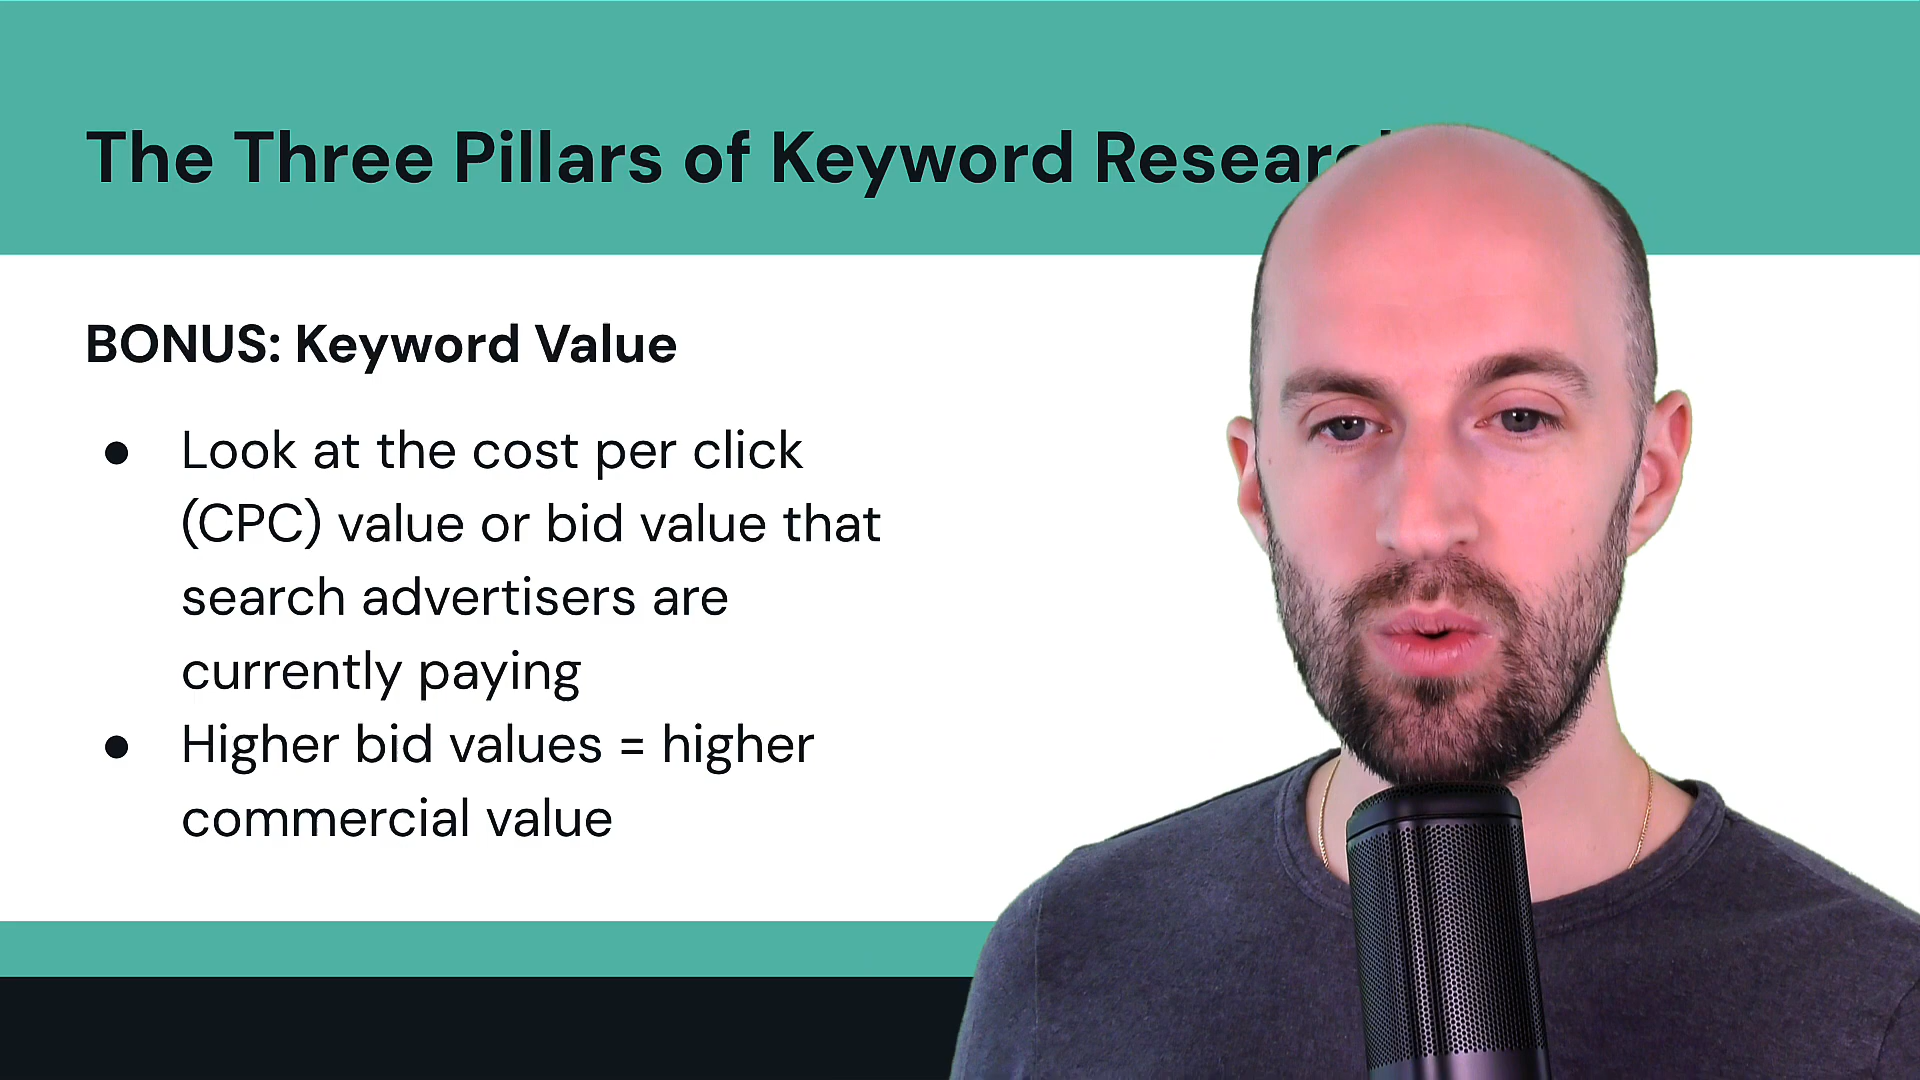 The Three Pillars of Keyword
BONUS: Keyword Value
● Look at the cost per click
(CPC) value or bid value that
search advertisers are
currently paying
● Higher bid values = higher
commercial value